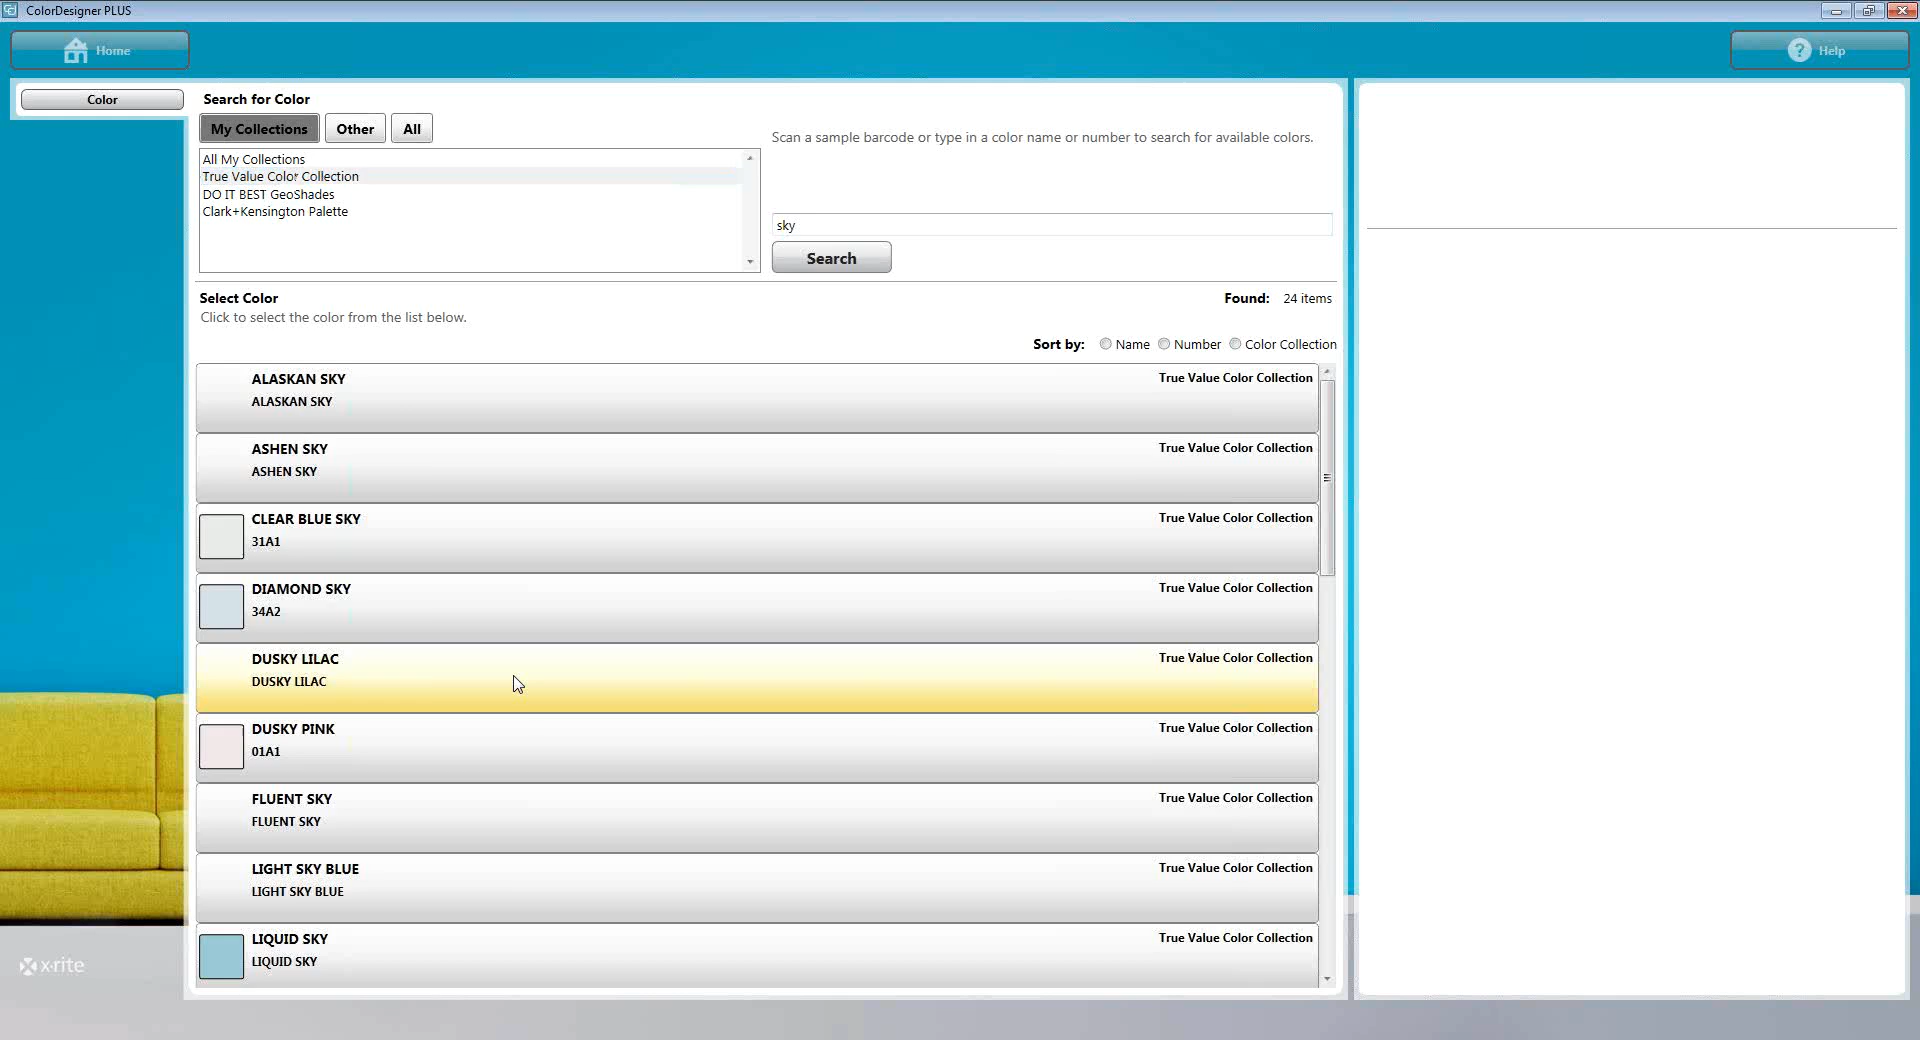 ColorDesigner PLUS
Home
Help
Color
Search for Color
My Collections
Other
All
All My Collections
True Value Color Collection
DO IT BEST GeoShades
Clark+Kensington Palette
Scan a sample barcode or type in a color name or number to search for available colors.
sky
Search
Select Color
Found: 24 items
Click to select the color from the list below.
Sort by: Name Number Color Collection
ALASKAN SKY
True Value Color Collection
ALASKAN SKY
ASHEN SKY
True Value Color Collection
ASHEN SKY
CLEAR BLUE SKY
True Value Color Collection
31A1
DIAMOND SKY
True Value Color Collection
34A2
DUSKY LILAC
True Value Color Collection
DUSKY LILAC
DUSKY PINK
True Value Color Collection
01A1
FLUENT SKY
True Value Color Collection
FLUENT SKY
LIGHT SKY BLUE
True Value Color Collection
LIGHT SKY BLUE
LIQUID SKY
True Value Color Collection
LIQUID SKY
x·rite